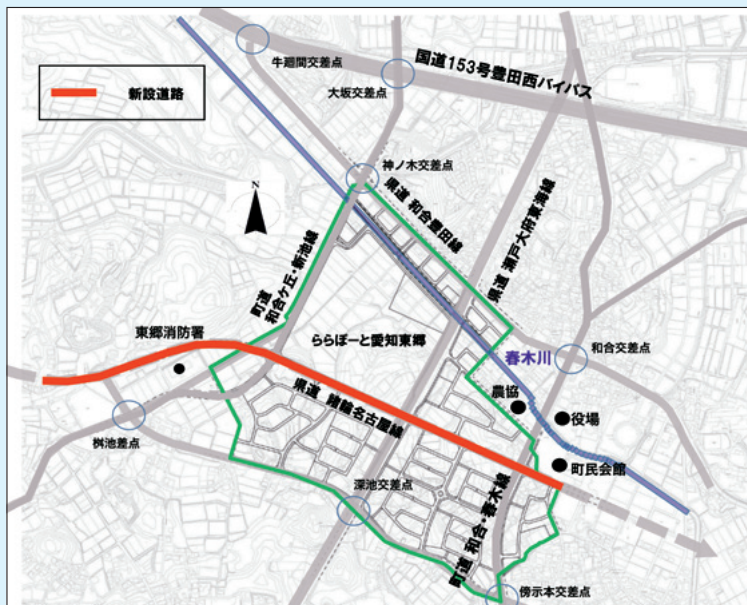 牛廻間交差点
国道153号豊田西バイパス
新設道路
大坂交差点
神ノ木交差点
N
県道 和合豊田線
県道 瀬戸大府東海線
町道 和合ケ丘・新池線
東郷消防署
ららぽーと愛知東郷
春木川
和合交差点
農協
役場
県道 諸輪名古屋線
桝池差点
町民会館
深池交差点
町道 和合・春木線
傍示本交差点